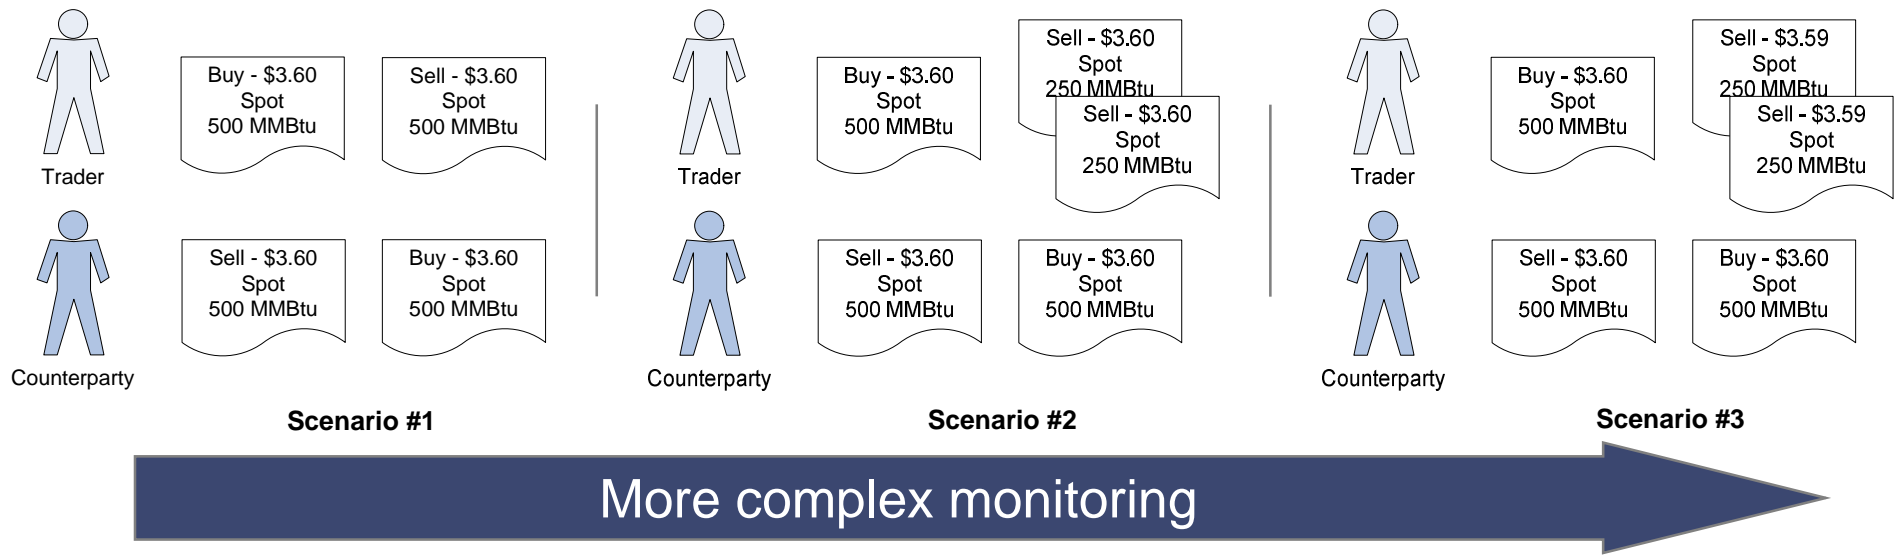 Buy - $3.60
Spot
500 MMBtu
Sell - $3.60
Spot
500 MMBtu
Trader
Sell - $3.60
Spot
500 MMBtu
Buy - $3.60
Spot
500 MMBtu
Counterparty
Scenario #1
Buy - $3.60
Spot
500 MMBtu
Sell - $3.60
Spot
250 MMBtu
Sell - $3.60
Spot
250 MMBtu
Trader
Sell - $3.60
Spot
500 MMBtu
Buy - $3.60
Spot
500 MMBtu
Counterparty
Scenario #2
Buy - $3.60
Spot
500 MMBtu
Sell - $3.59
Spot
250 MMBtu
Sell - $3.59
Spot
250 MMBtu
Trader
Sell - $3.60
Spot
500 MMBtu
Buy - $3.60
Spot
500 MMBtu
Counterparty
Scenario #3
More complex monitoring